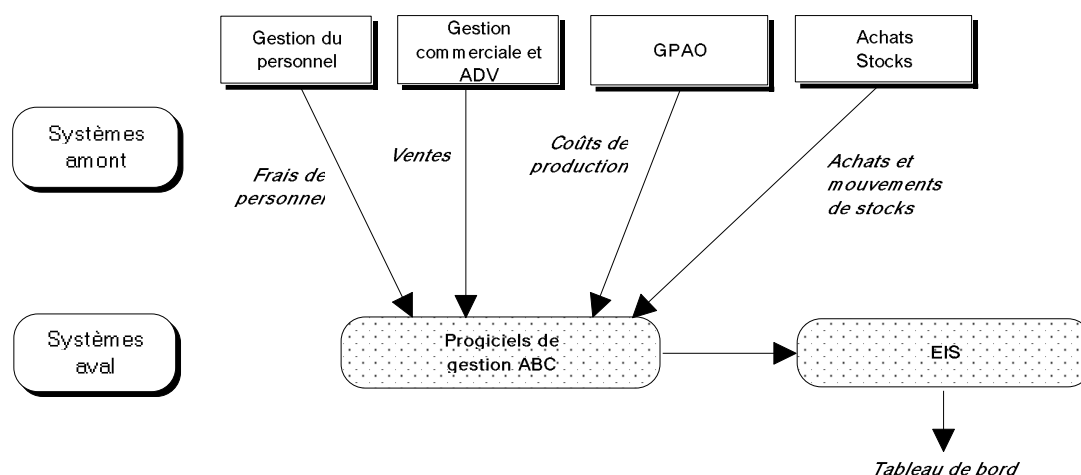 Gestion du
personnel
Gestion
commerciale et
ADV
GPAO
Achats
Stocks
Systèmes
amont
Frais de
personnel
Ventes
Coûts de
production
Achats et
mouvements
de stocks
Systèmes
aval
Progiciels de
gestion ABC
EIS
Tableau de bord